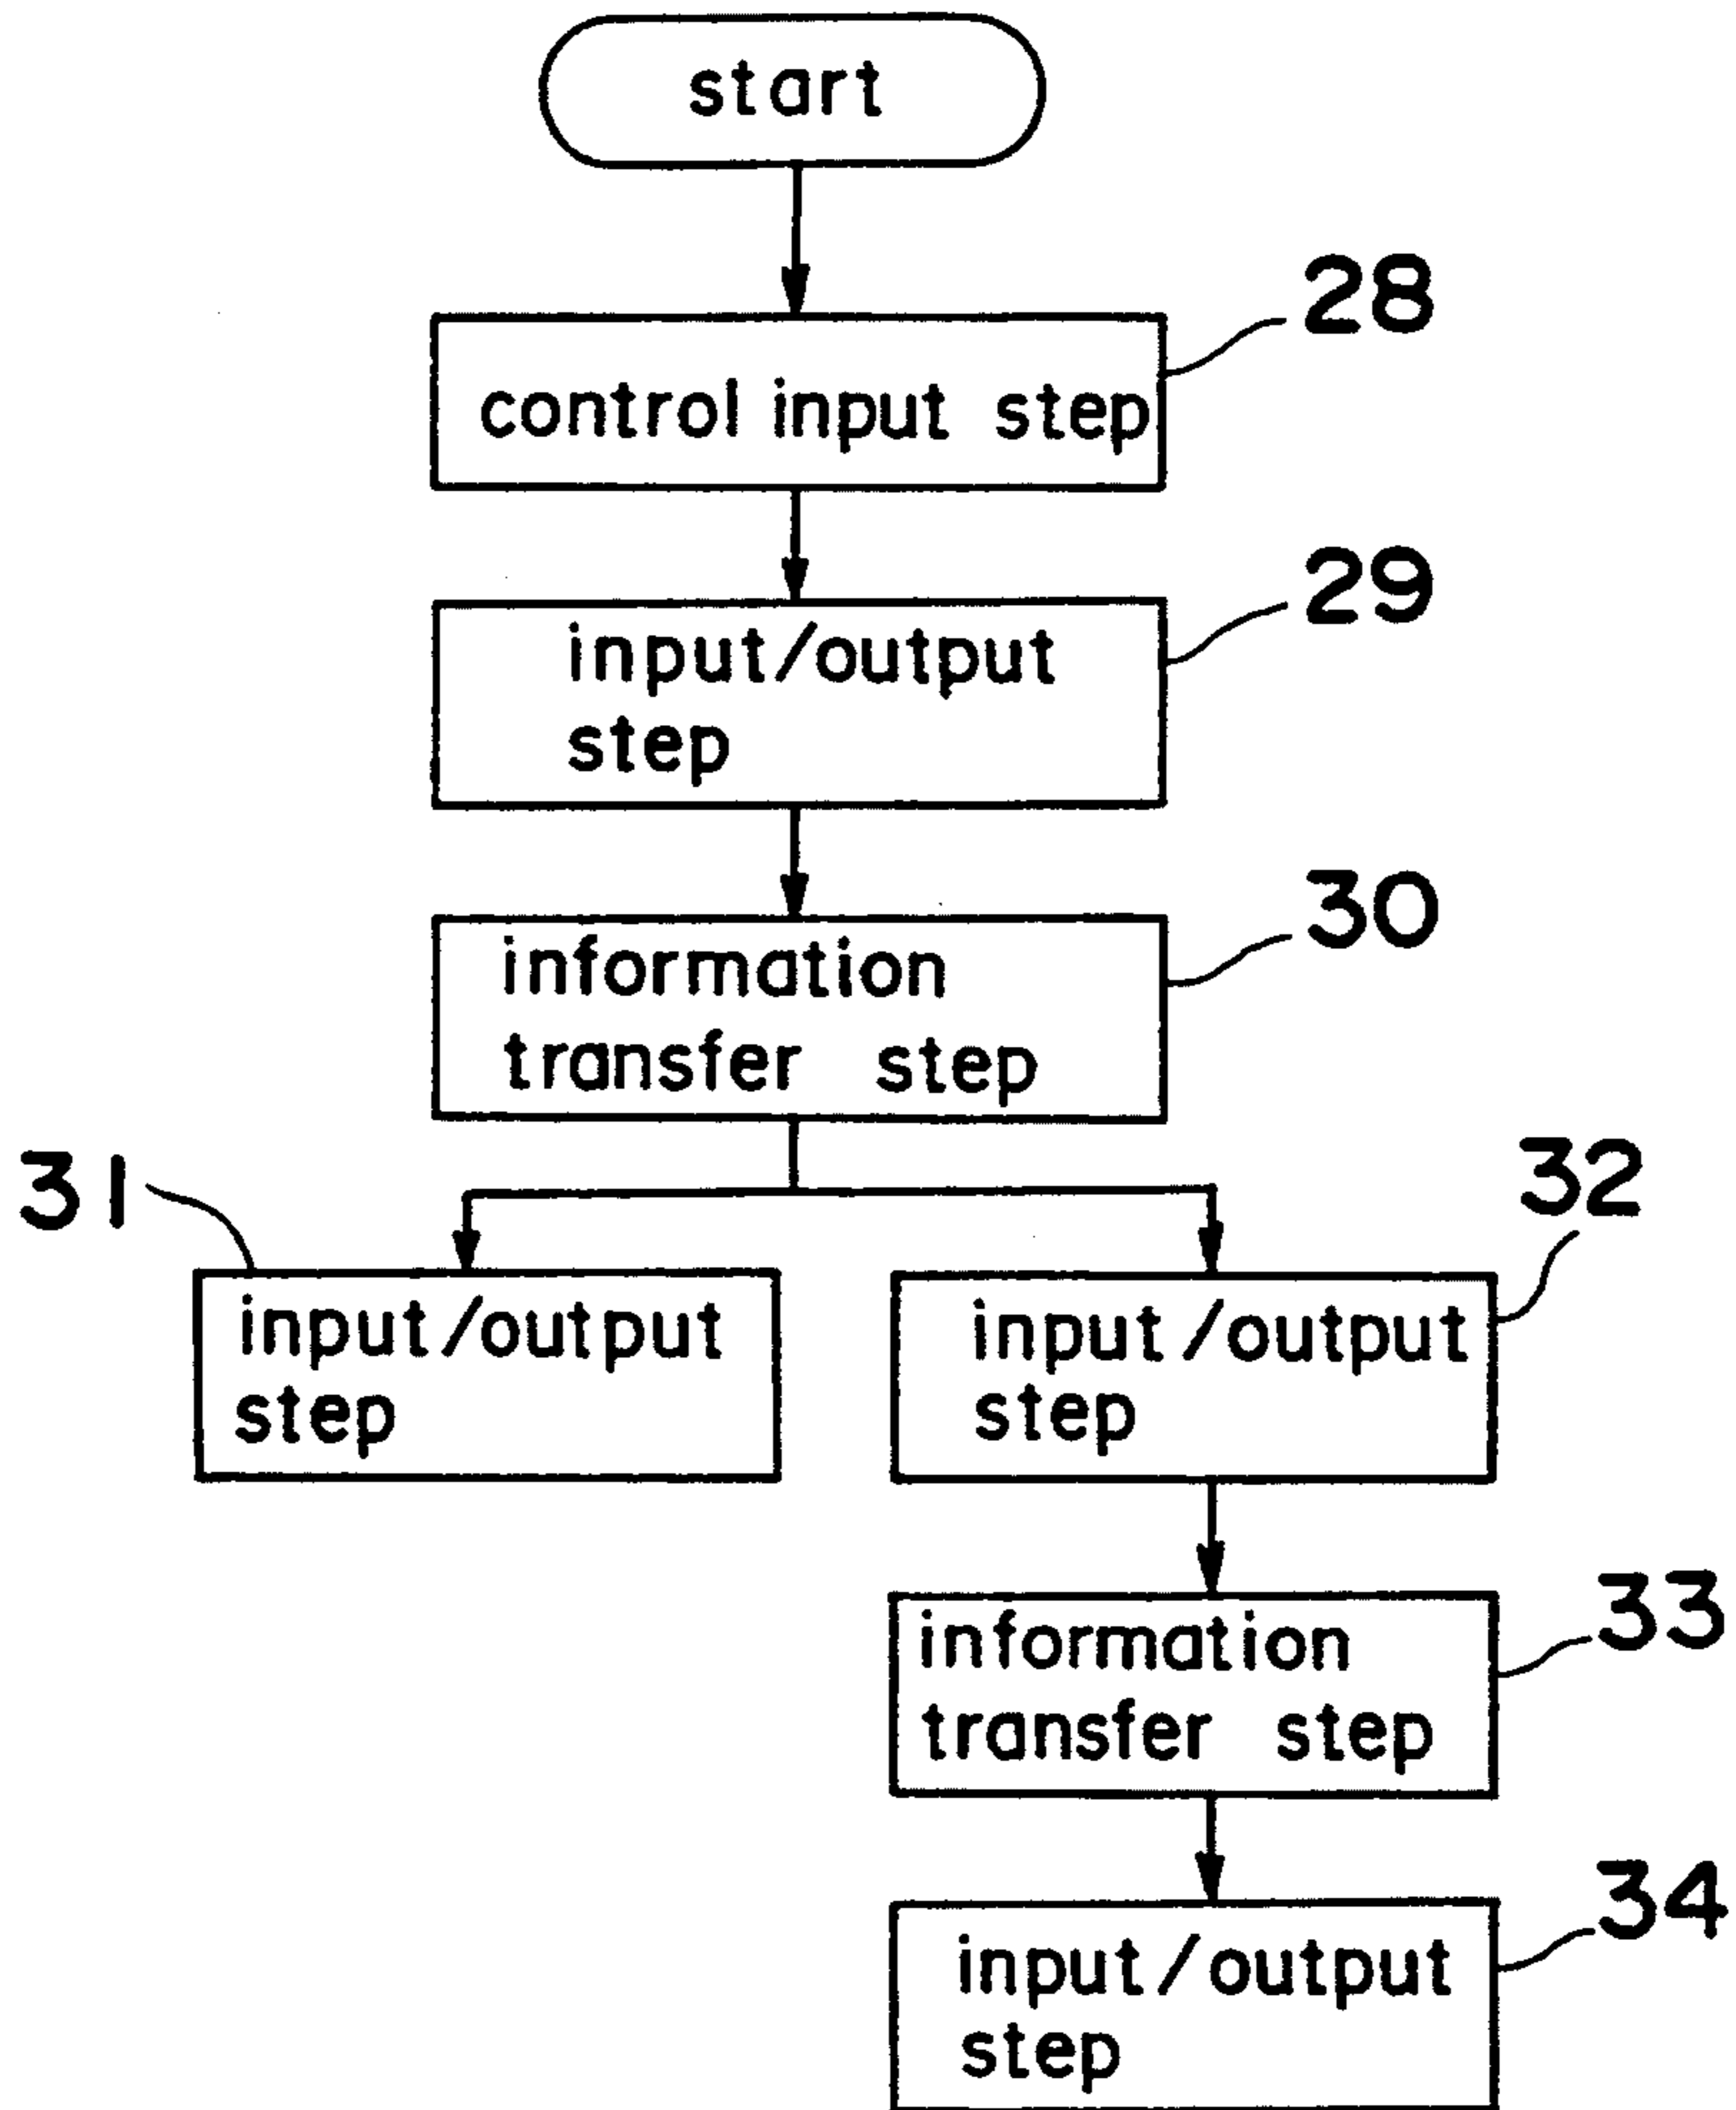 start
28
control input step
29
input/output
step
30
information
transfer step
31
32
input/output
step
input/output
step
33
information
transfer step
34
input/output
step